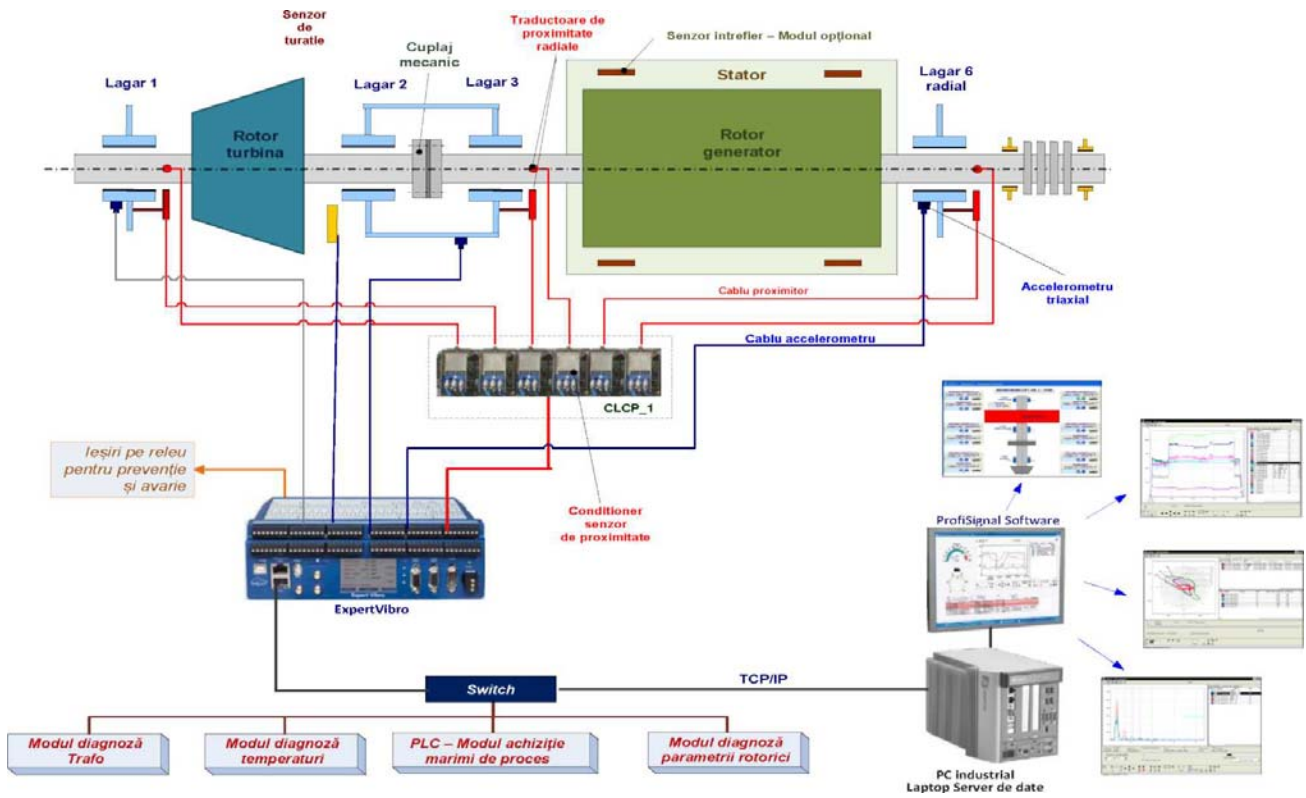 Senzor
de
turatie
Traductoare de
proximitate
radiale
Senzor intrefier – Modul opțional
Cuplaj
mecanic
Lagar 1
Lagar 2
Lagar 3
Stator
Lagar 6
radial
Rotor
turbina
Rotor
generator
Cablu proximitor
Accelerometru
triaxial
Cablu accelerometru
CLCP_1
Ieșiri pe releu
pentru prevenție
și avarie
Conditioner
senzor
de proximitate
ProfiSignal Software
ExpertVibro
Switch
TCP/IP
Modul diagnoză
Trafo
Modul diagnoză
temperaturi
PLC – Modul achiziție
marimi de proces
Modul diagnoză
parametrii rotorici
PC industrial
Laptop Server de date